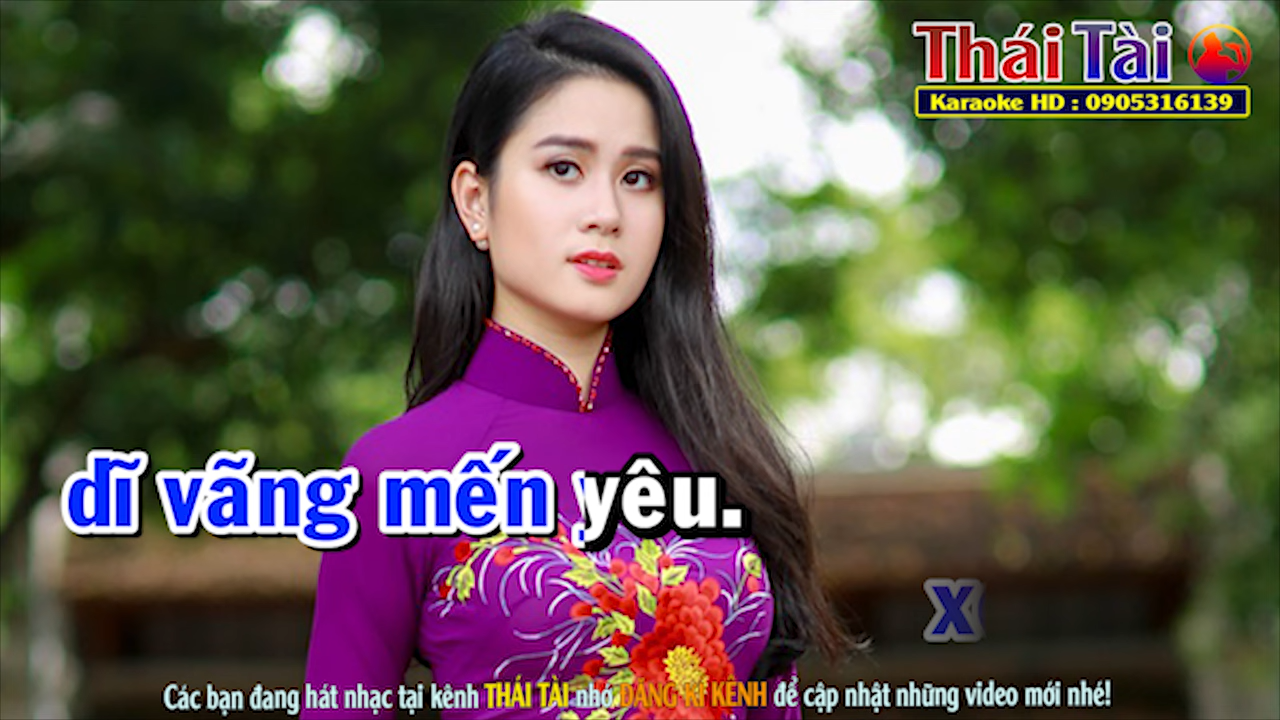 Thái Tài
Karaoke HD : 0905316139
dĩ vãng mến yêu.
x
Các bạn đang hát nhạc tại kênh THÁI TÀI nhớ ĐĂNG KÍ KÊNH để cập nhật những video mới nhé!